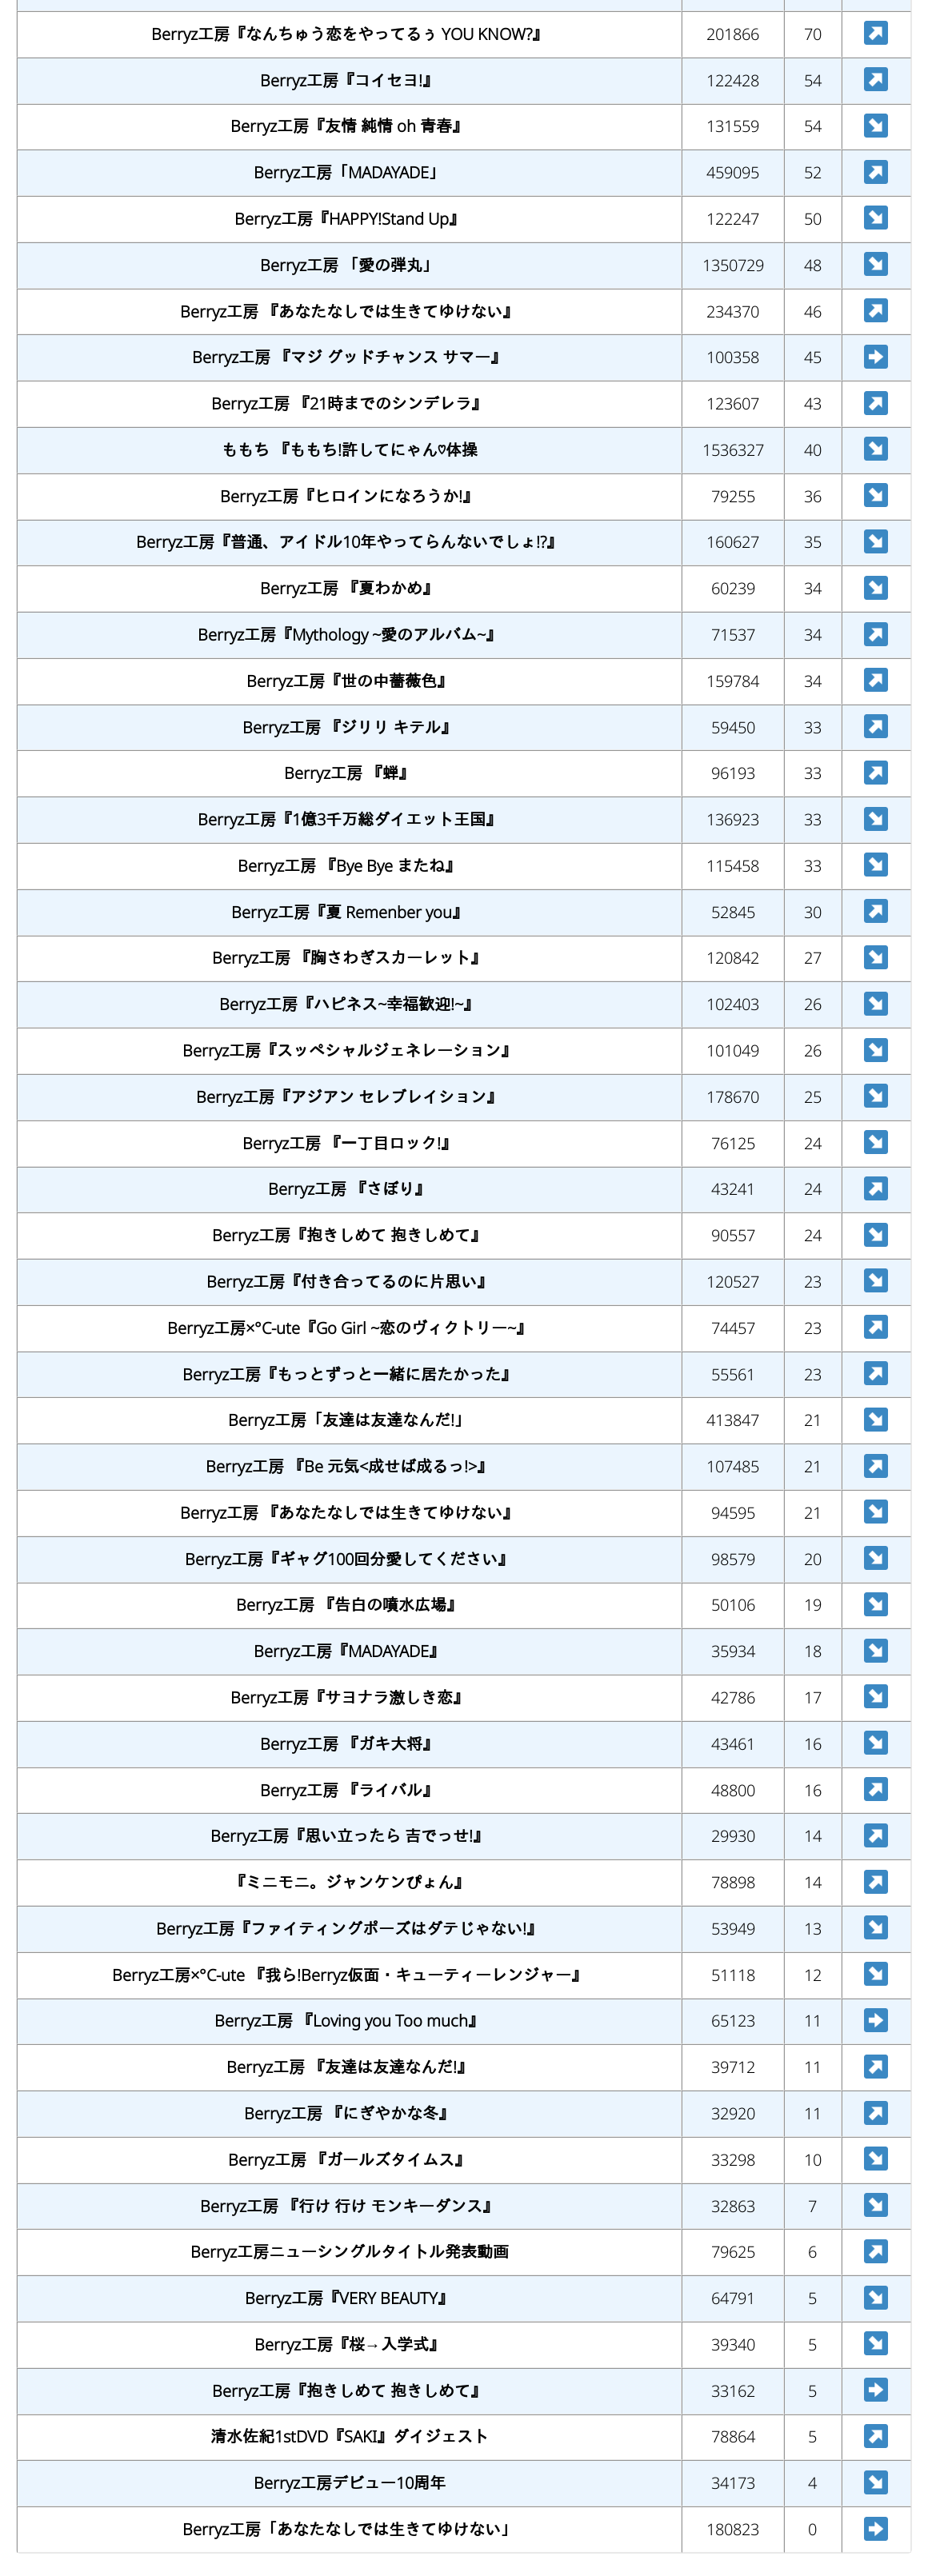 Berryz工房『なんちゅう恋をやってるぅ YOU KNOW?』 201866 70 ↗
Berryz工房『コイセヨ!』 122428 54 ↗
Berryz工房『友情 純情 oh 青春』 131559 54 ↘
Berryz工房「MADAYADE」 459095 52 ↗
Berryz工房『HAPPY!Stand Up』 122247 50 ↘
Berryz工房 「愛の弾丸」 1350729 48 ↘
Berryz工房 『あなたなしでは生きてゆけない』 234370 46 ↗
Berryz工房 『マジ グッドチャンス サマー』 100358 45 ➡
Berryz工房 『21時までのシンデレラ』 123607 43 ↗
ももち 『ももち!許してにゃん♡体操 1536327 40 ↘
Berryz工房『ヒロインになろうか!』 79255 36 ↘
Berryz工房『普通、アイドル10年やってらんないでしょ!?』 160627 35 ↘
Berryz工房 『夏わかめ』 60239 34 ↘
Berryz工房『Mythology ~愛のアルバム~』 71537 34 ↗
Berryz工房『世の中薔薇色』 159784 34 ↗
Berryz工房 『ジリリ キテル』 59450 33 ↗
Berryz工房 『蝉』 96193 33 ↗
Berryz工房『1億3千万総ダイエット王国』 136923 33 ↘
Berryz工房 『Bye Bye またね』 115458 33 ↘
Berryz工房『夏 Remenber you』 52845 30 ↗
Berryz工房 『胸さわぎスカーレット』 120842 27 ↘
Berryz工房『ハピネス~幸福歓迎!~』 102403 26 ↘
Berryz工房『スッペシャルジェネレ〜ション』 101049 26 ↘
Berryz工房『アジアン セレブレイション』 178670 25 ↘
Berryz工房 『一丁目ロック!』 76125 24 ↘
Berryz工房 『さぼり』 43241 24 ↗
Berryz工房『抱きしめて 抱きしめて』 90557 24 ↘
Berryz工房『付き合ってるのに片思い』 120527 23 ↘
Berryz工房×°C-ute『Go Girl ~恋のヴィクトリー~』 74457 23 ↗
Berryz工房『もっとずっと一緒に居たかった』 55561 23 ↗
Berryz工房「友達は友達なんだ!」 413847 21 ↘
Berryz工房 『Be 元気<成せば成るっ!>』 107485 21 ↗
Berryz工房 『あなたなしでは生きてゆけない』 94595 21 ↘
Berryz工房『ギャグ100回分愛してください』 98579 20 ↘
Berryz工房 『告白の噴水広場』 50106 19 ↘
Berryz工房『MADAYADE』 35934 18 ↘
Berryz工房『サヨナラ激しき恋』 42786 17 ↘
Berryz工房 『ガキ大将』 43461 16 ↘
Berryz工房 『ライバル』 48800 16 ↗
Berryz工房『思い立ったら 吉でっせ!』 29930 14 ↗
『ミニモニ。ジャンケンぴょん』 78898 14 ↗
Berryz工房『ファイティングポーズはダテじゃない!』 53949 13 ↘
Berryz工房×°C-ute 『我ら!Berryz仮面・キューティーレンジャー』 51118 12 ↘
Berryz工房 『Loving you Too much』 65123 11 ➡
Berryz工房 『友達は友達なんだ!』 39712 11 ↗
Berryz工房 『にぎやかな冬』 32920 11 ↗
Berryz工房 『ガールズタイムス』 33298 10 ↘
Berryz工房 『行け 行け モンキーダンス』 32863 7 ↘
Berryz工房ニューシングルタイトル発表動画 79625 6 ↗
Berryz工房『VERY BEAUTY』 64791 5 ↘
Berryz工房『桜→入学式』 39340 5 ↘
Berryz工房『抱きしめて 抱きしめて』 33162 5 ➡
清水佐紀1stDVD『SAKI』ダイジェスト 78864 5 ↗
Berryz工房デビュー10周年 34173 4 ↘
Berryz工房「あなたなしでは生きてゆけない」 180823 0 ➡